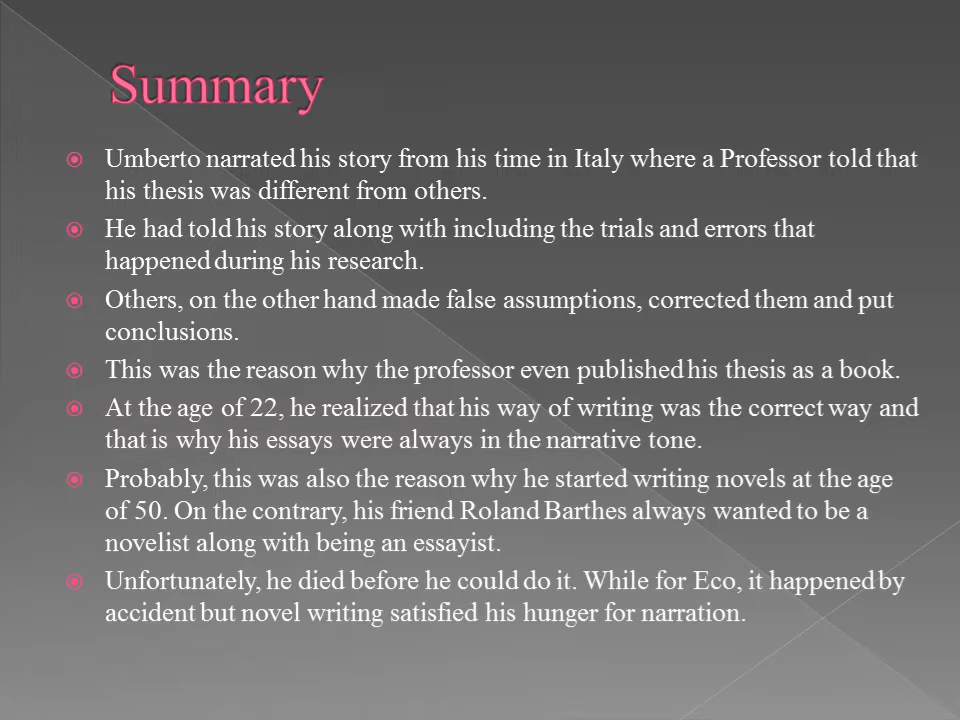 Summary
Umberto narrated his story from his time in Italy where a Professor told that
his thesis was different from others.
He had told his story along with including the trials and errors that
happened during his research.
Others, on the other hand made false assumptions, corrected them and put
conclusions.
This was the reason why the professor even published his thesis as a book.
At the age of 22, he realized that his way of writing was the correct way and
that is why his essays were always in the narrative tone.
Probably, this was also the reason why he started writing novels at the age
of 50. On the contrary, his friend Roland Barthes always wanted to be a
novelist along with being an essayist.
Unfortunately, he died before he could do it. While for Eco, it happened by
accident but novel writing satisfied his hunger for narration.